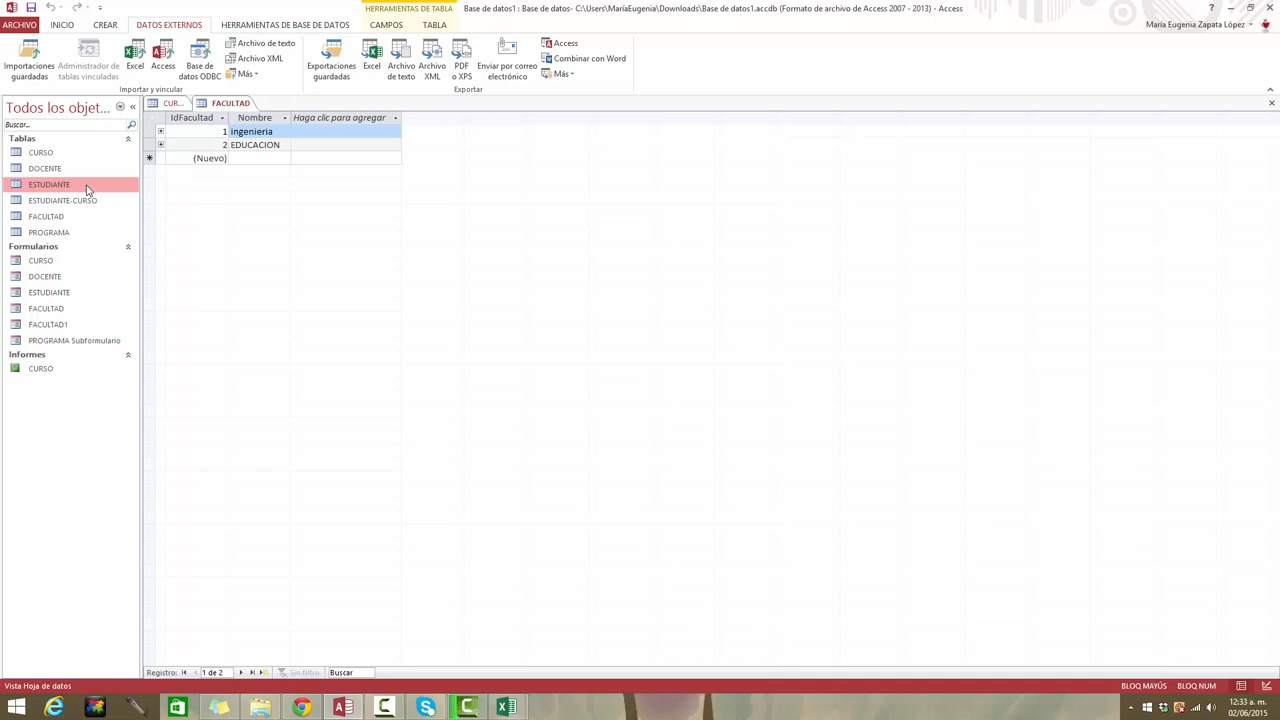 HERRAMIENTAS DE TABLA
Base de datos1 : Base de datos- C:\Users\MaríaEugenia\Downloads\Base de datos1.accdb (Formato de archivo de Access 2007 - 2013) - Access
?
ARCHIVO INICIO CREAR DATOS EXTERNOS HERRAMIENTAS DE BASE DE DATOS CAMPOS TABLA
María Eugenia Zapata López
Importaciones guardadas
Administrador de tablas vinculadas
Excel
Access
Base de datos ODBC
Archivo de texto
Archivo XML
Más
Importar y vincular
Exportaciones guardadas
Excel
Archivo de texto
Archivo XML
PDF o XPS
Enviar por correo electrónico
Access
Combinar con Word
Más
Exportar
Todos los objet...
Buscar...
Tablas
CURSO
DOCENTE
ESTUDIANTE
ESTUDIANTE-CURSO
FACULTAD
PROGRAMA
Formularios
CURSO
DOCENTE
ESTUDIANTE
FACULTAD
FACULTAD1
PROGRAMA Subformulario
Informes
CURSO
CUR... FACULTAD
IdFacultad Nombre Haga clic para agregar
1 ingenieria
2 EDUCACION
(Nuevo)
Registro: 1 de 2 Sin filtro Buscar
Vista Hoja de datos
BLOQ MAYÚS BLOQ NUM
12:33 a. m.
02/06/2015